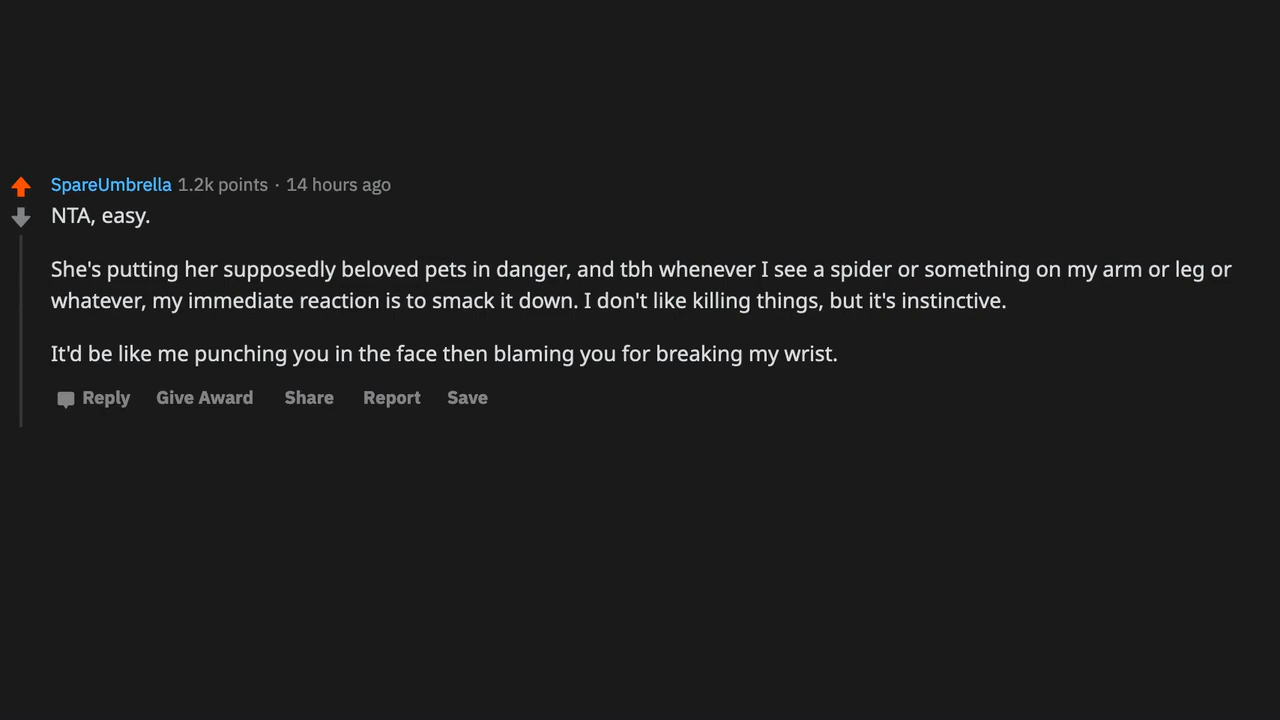 SpareUmbrella 1.2k points · 14 hours ago
NTA, easy.
She's putting her supposedly beloved pets in danger, and tbh whenever I see a spider or something on my arm or leg or
whatever, my immediate reaction is to smack it down. I don't like killing things, but it's instinctive.
It'd be like me punching you in the face then blaming you for breaking my wrist.
Reply Give Award Share Report Save